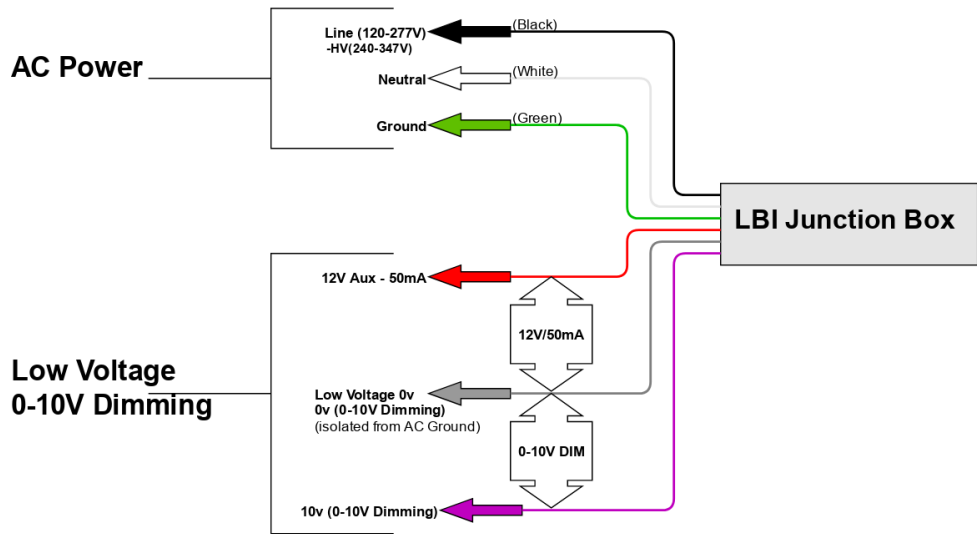 AC Power
Line (120-277V)
-HV(240-347V)
(Black)
Neutral
(White)
Ground
(Green)
LBI Junction Box
Low Voltage
0-10V Dimming
12V Aux - 50mA
12V/50mA
Low Voltage 0v
0v (0-10V Dimming)
(isolated from AC Ground)
0-10V DIM
10v (0-10V Dimming)